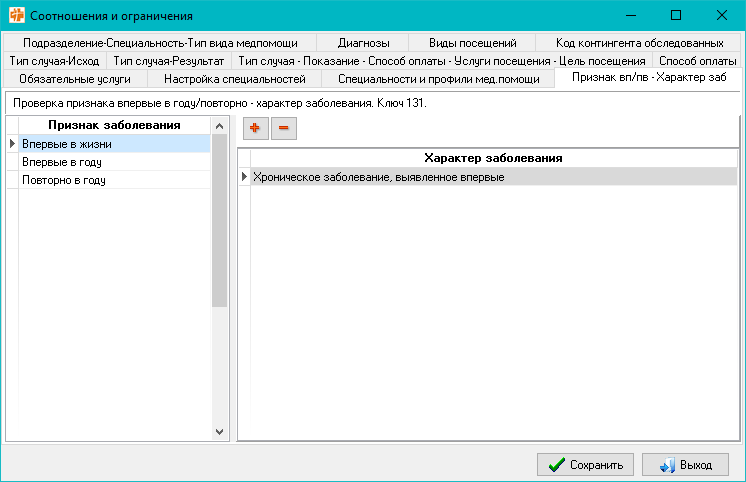 Соотношения и ограничения
Подразделение-Специальность-Тип вида медпомощи Диагнозы Виды посещений Код контингента обследованных
Тип случая-Исход Тип случая-Результат Тип случая - Показание - Способ оплаты - Услуги посещения - Цель посещения Способ оплаты
Обязательные услуги Настройка специальностей Специальности и профили мед.помощи Признак вп/пв - Характер заб
Проверка признака впервые в году/повторно - характер заболевания. Ключ 131.
Признак заболевания
Впервые в жизни
Впервые в году
Повторно в году
Характер заболевания
Хроническое заболевание, выявленное впервые
Сохранить Выход